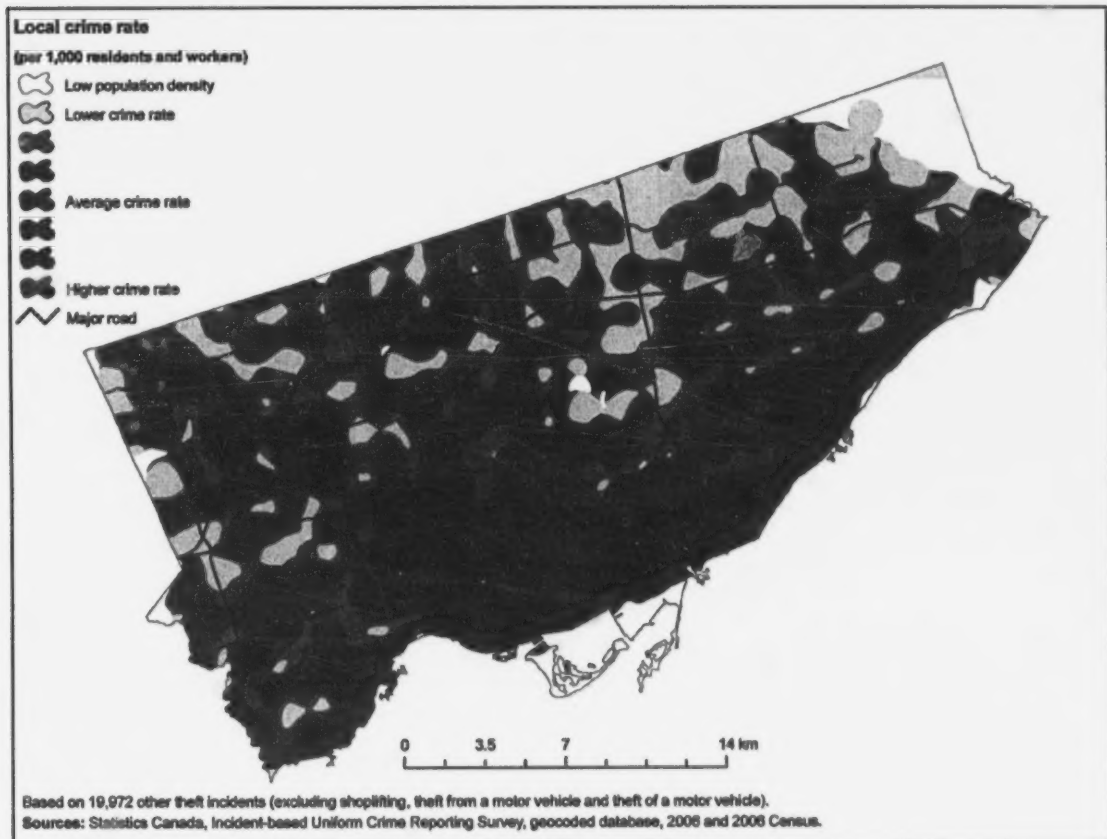 Local crime rate
(per 1,000 residents and workers)
Low population density
Lower crime rate
Average crime rate
Higher crime rate
Major road
0 3.5 7 14 km
Based on 19,972 other theft incidents (excluding shoplifting, theft from a motor vehicle and theft of a motor vehicle).
Sources: Statistics Canada, Incident-based Uniform Crime Reporting Survey, geocoded database, 2006 and 2006 Census.